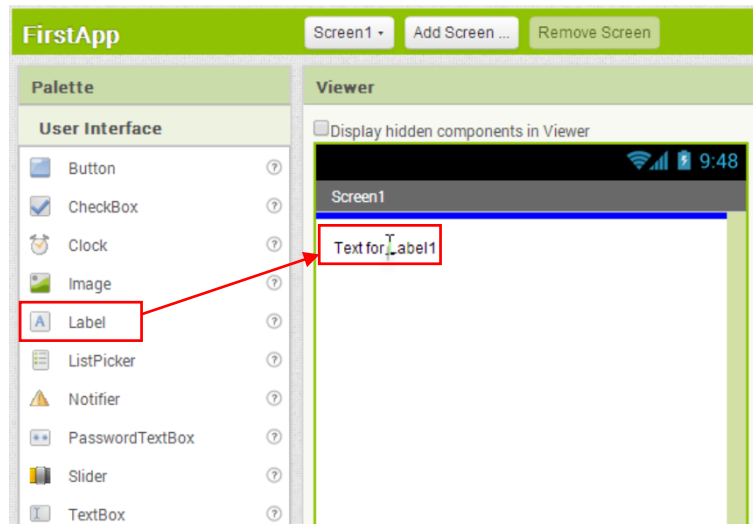 FirstApp
Screen1
Add Screen ...
Remove Screen
Palette
User Interface
Button
CheckBox
Clock
Image
Label
ListPicker
Notifier
PasswordTextBox
Slider
TextBox
Viewer
Display hidden components in Viewer
9:48
Screen1
Text for Label1